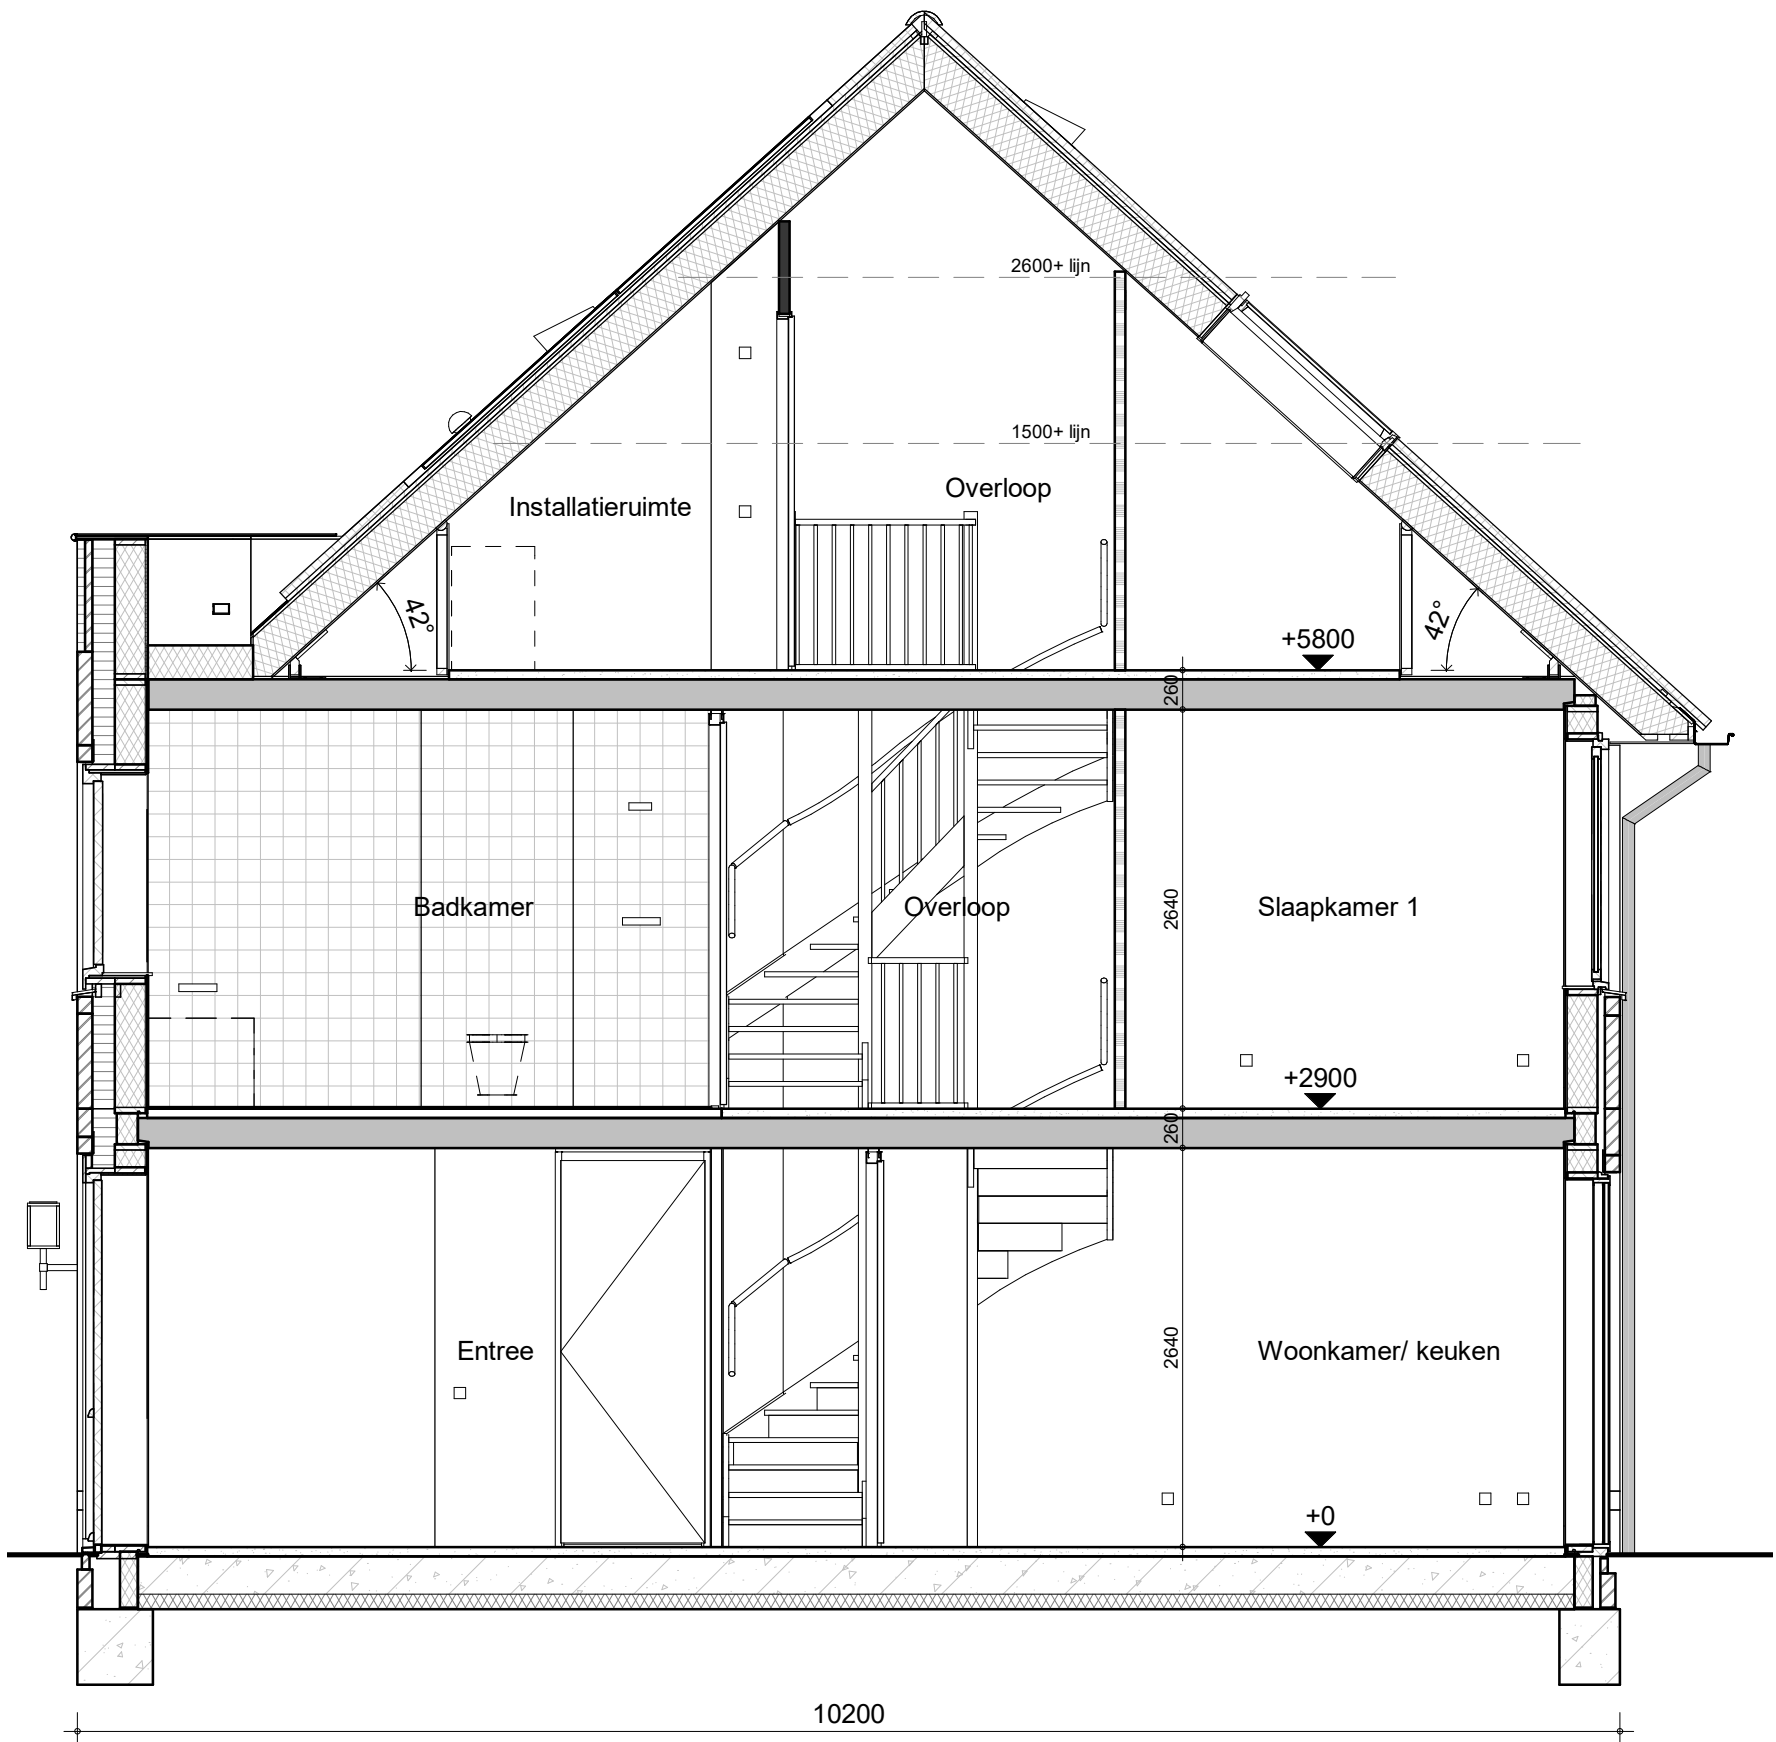 2600+ lijn
1500+ lijn
Overloop
Installatieruimte
42°
42°
+5800
260
Badkamer
Overloop
2640
Slaapkamer 1
+2900
260
Entree
2640
Woonkamer/ keuken
+0
10200